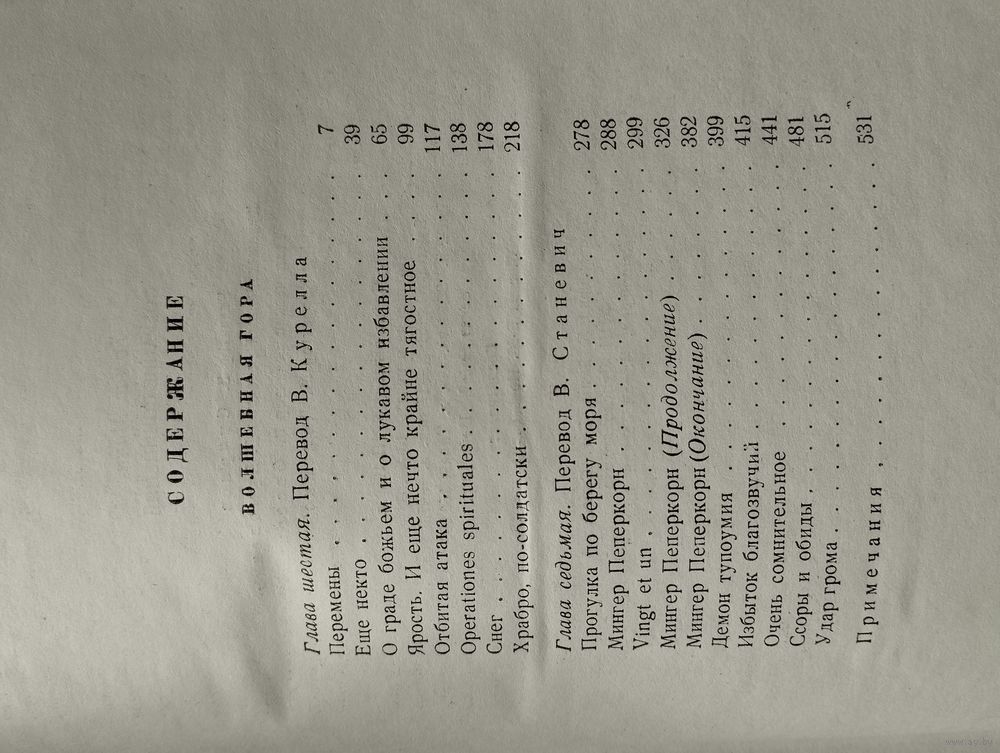 СОДЕРЖАНИЕ
ВОЛШЕБНАЯ ГОРА
Глава шестая. Перевод В. Курелла
Перемены . . . . . . . . . . . . . . 7
Еще некто . . . . . . . . . . . . . . 39
О граде божьем и о лукавом избавлении . . . 65
Ярость. И еще нечто крайне тягостное . . . . 99
Отбитая атака . . . . . . . . . . . . . 117
Operationes spirituales . . . . . . . . . . . 138
Снег . . . . . . . . . . . . . . . . 178
Храбро, по-солдатски . . . . . . . . . . . 218
Глава седьмая. Перевод В. Станевич
Прогулка по берегу моря . . . . . . . . . . 278
Мингер Пеперкорн . . . . . . . . . . . . 288
Vingt et un . . . . . . . . . . . . . . 299
Мингер Пеперкорн (Продолжение) . . . . . . 326
Мингер Пеперкорн (Окончание) . . . . . . . 382
Демон тупоумия . . . . . . . . . . . . . 399
Избыток благозвучий . . . . . . . . . . . 415
Очень сомнительное . . . . . . . . . . . 441
Ссоры и обиды . . . . . . . . . . . . . 481
Удар грома . . . . . . . . . . . . . . 515
Примечания . . . . . . . . . . . . . 531
www.ay.by